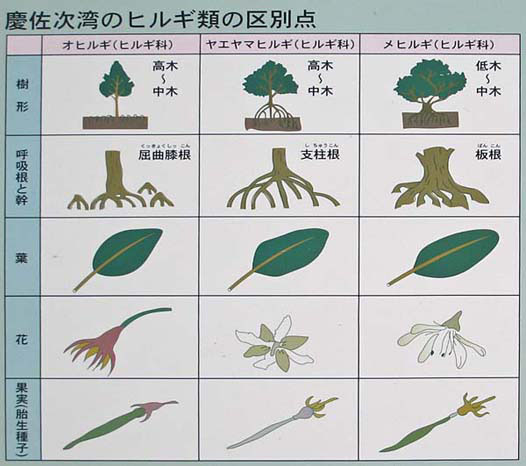 慶佐次湾のヒルギ類の区別点
オヒルギ(ヒルギ科)
ヤエヤマヒルギ(ヒルギ科)
メヒルギ(ヒルギ科)
樹形
高木
〜
中木
高木
〜
中木
低木
〜
中木
呼吸根と幹
くっきょくしっこん
屈曲膝根
しちゅうこん
支柱根
ばんこん
板根
葉
花
果実(胎生種子)